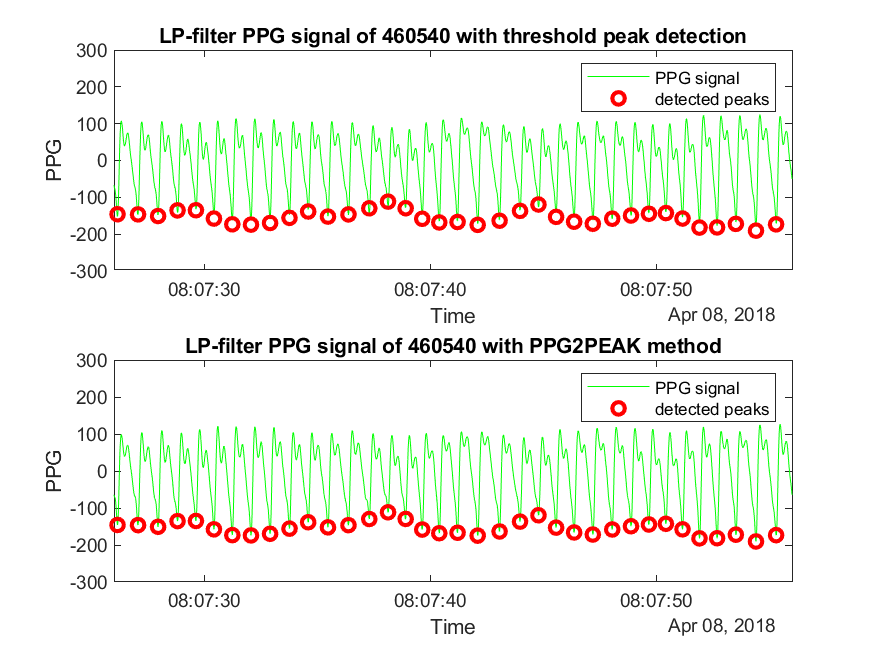 LP-filter PPG signal of 460540 with threshold peak detection
300
200
100
0
-100
-200
-300
PPG
PPG signal
detected peaks
08:07:30 08:07:40 08:07:50
Time
Apr 08, 2018
LP-filter PPG signal of 460540 with PPG2PEAK method
300
200
100
0
-100
-200
-300
PPG
PPG signal
detected peaks
08:07:30 08:07:40 08:07:50
Time
Apr 08, 2018